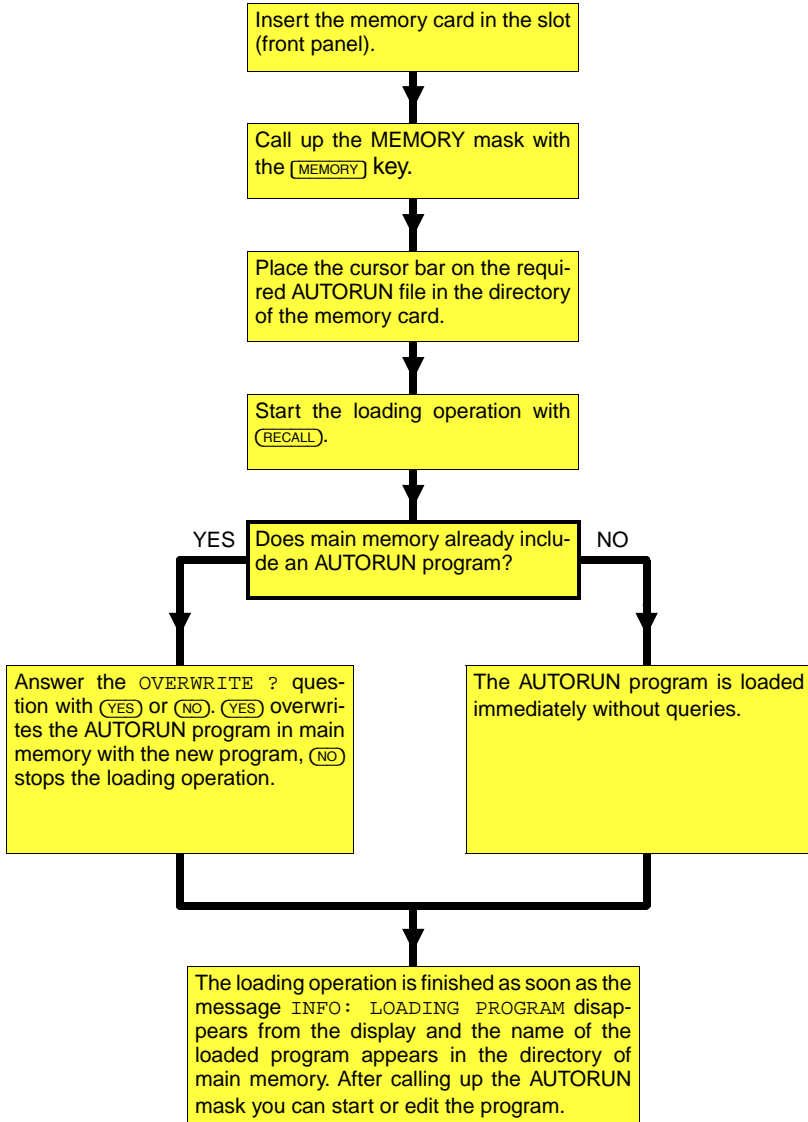 Insert the memory card in the slot
(front panel).
Call up the MEMORY mask with
the MEMORY key.
Place the cursor bar on the requi-
red AUTORUN file in the directory
of the memory card.
Start the loading operation with
RECALL.
YES
Does main memory already inclu-
de an AUTORUN program?
NO
Answer the OVERWRITE ? ques-
tion with YES or NO. YES overwri-
tes the AUTORUN program in main
memory with the new program, NO
stops the loading operation.
The AUTORUN program is loaded
immediately without queries.
The loading operation is finished as soon as the
message INFO: LOADING PROGRAM disap-
pears from the display and the name of the
loaded program appears in the directory of
main memory. After calling up the AUTORUN
mask you can start or edit the program.